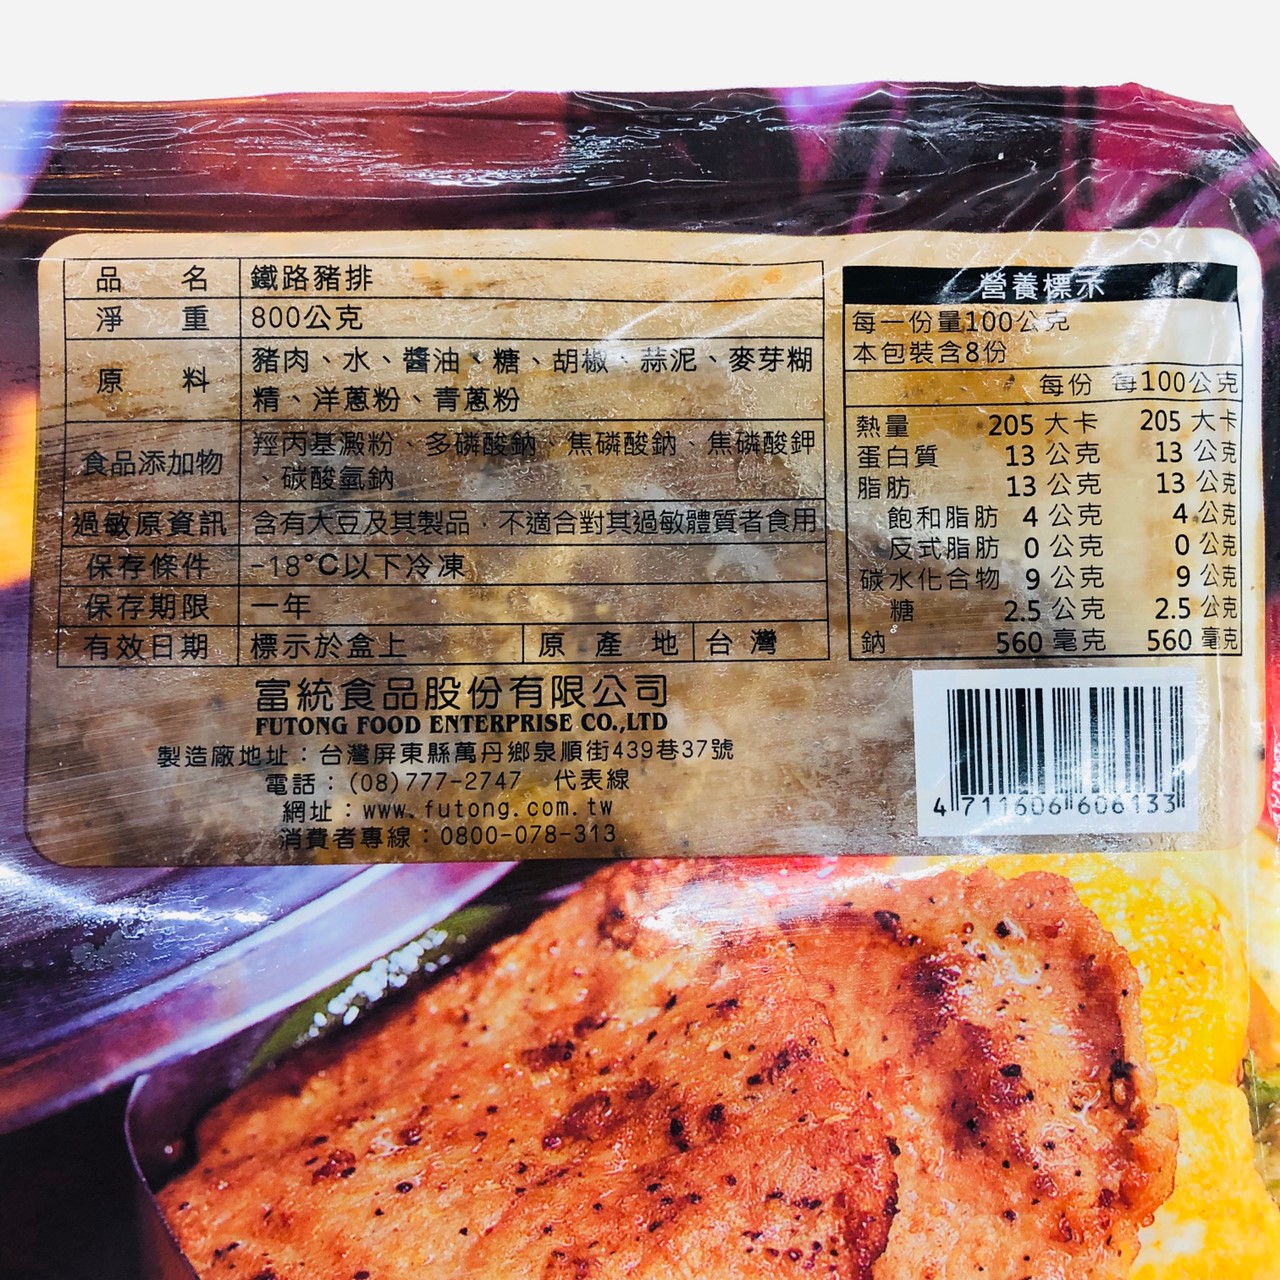 品名 鐵路豬排
淨重 800公克
原料 豬肉、水、醬油、糖、胡椒、蒜泥、麥芽糊
精、洋蔥粉、青蔥粉
食品添加物 羥丙基澱粉、多磷酸鈉、焦磷酸鈉、焦磷酸鉀
、碳酸氫鈉
過敏原資訊 含有大豆及其製品,不適合對其過敏體質者食用
保存條件 -18°C以下冷凍
保存期限 一年
有效日期 標示於盒上 原產地 台灣
富統食品股份有限公司
FUTONG FOOD ENTERPRISE CO.,LTD
製造廠地址:台灣屏東縣萬丹鄉泉順街439巷37號
電話:(08)777-2747 代表線
網址:www.futong.com.tw
消費者專線:0800-078-313
營養標示
每一份量100公克
本包裝含8份
每份 每100公克
熱量 205 大卡 205 大卡
蛋白質 13 公克 13 公克
脂肪 13 公克 13 公克
飽和脂肪 4 公克 4 公克
反式脂肪 0 公克 0 公克
碳水化合物 9 公克 9 公克
糖 2.5 公克 2.5 公克
鈉 560 毫克 560 毫克
4 711606 606133